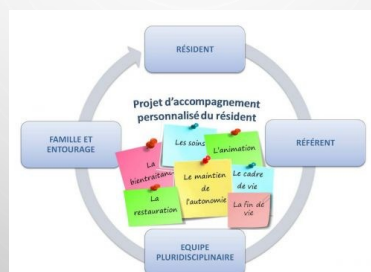 RÉSIDENT
Projet d'accompagnement
personnalisé du résident
FAMILLE ET
ENTOURAGE
RÉFÉRENT
Les soins
L'animation
La
bientraitance
Le maintien
de
l'autonomie
Le cadre
de vie
La
restauration
La fin de
vie
EQUIPE
PLURIDISCIPLINAIRE